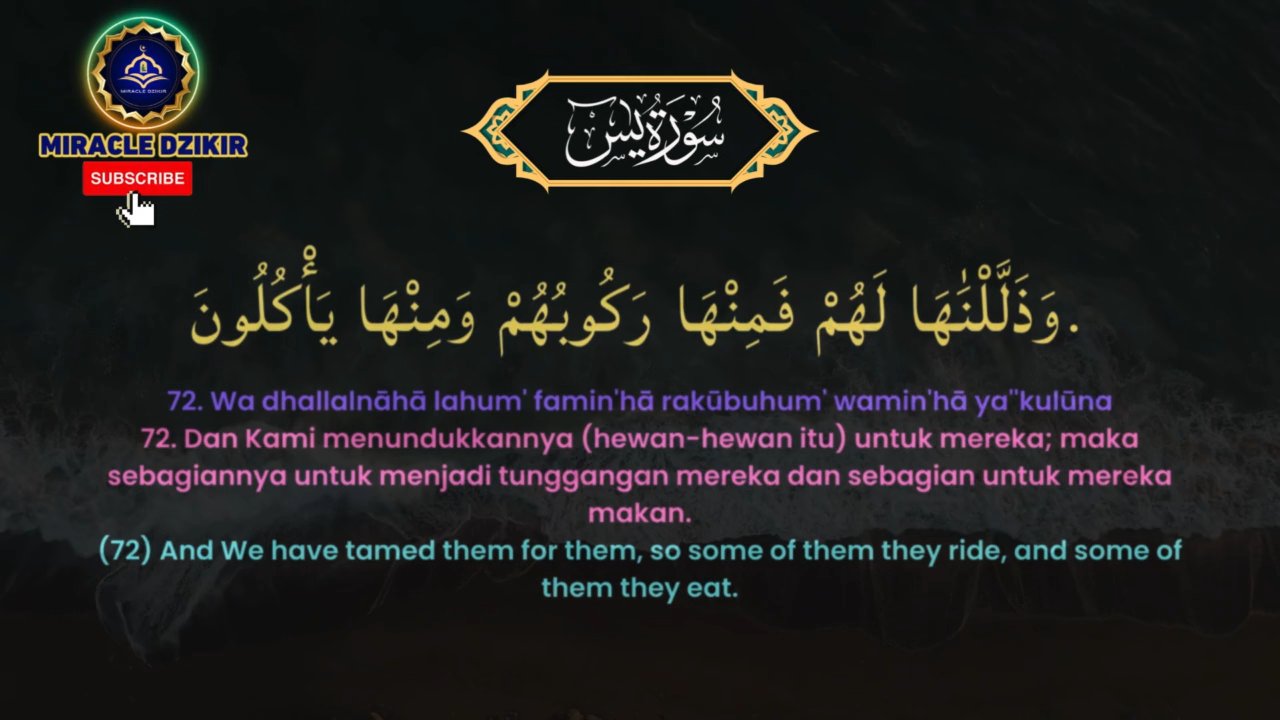 MIRACLE DZIKIR
MIRACLE DZIKIR
SUBSCRIBE
سُوْرَةُ يٰسٓ
وَذَلَّلْنَٰهَا لَهُمْ فَمِنْهَا رَكُوبُهُمْ وَمِنْهَا يَأْكُلُونَ.
72. Wa dhallalnāhā lahum' famin'hā rakūbuhum' wamin'hā ya"kulūna
72. Dan Kami menundukkannya (hewan-hewan itu) untuk mereka; maka
sebagiannya untuk menjadi tunggangan mereka dan sebagian untuk mereka
makan.
(72) And We have tamed them for them, so some of them they ride, and some of
them they eat.